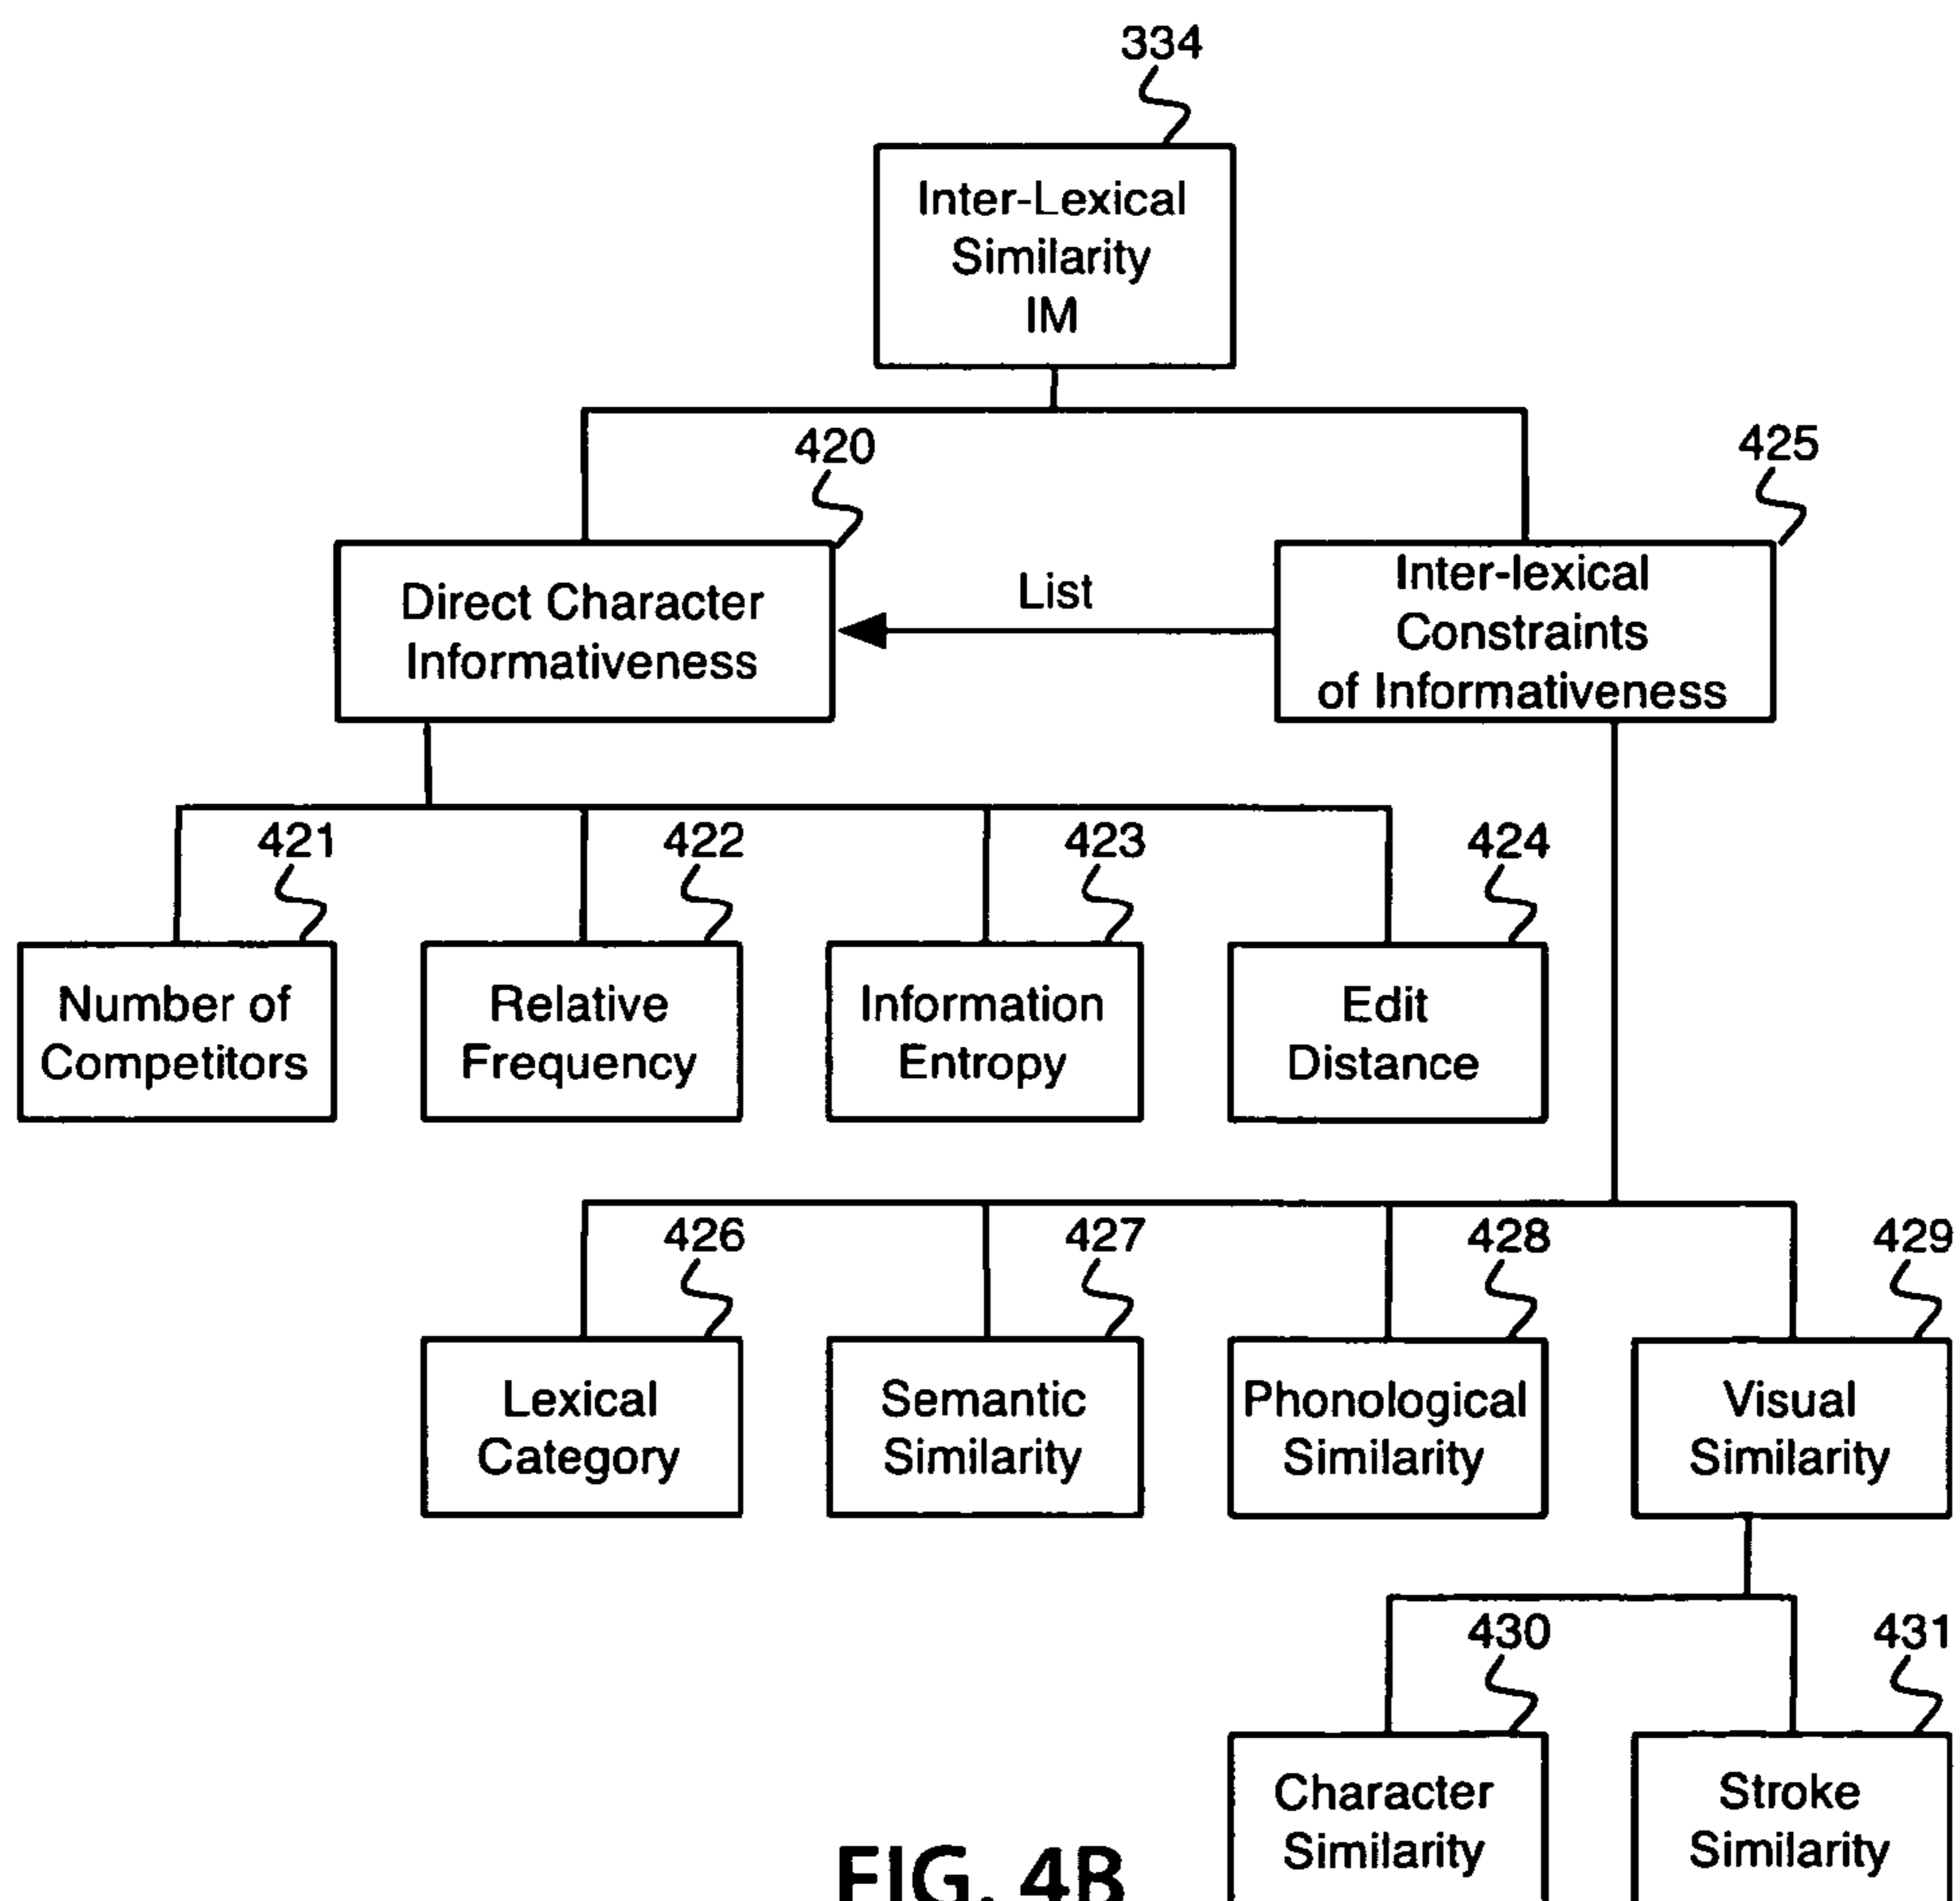 334
Inter-Lexical
Similarity
IM
420
425
Direct Character
Informativeness
List
Inter-lexical
Constraints
of Informativeness
421
422
423
424
Number of
Competitors
Relative
Frequency
Information
Entropy
Edit
Distance
426
427
428
429
Lexical
Category
Semantic
Similarity
Phonological
Similarity
Visual
Similarity
430
431
Character
Similarity
Stroke
Similarity
FIG. 4B